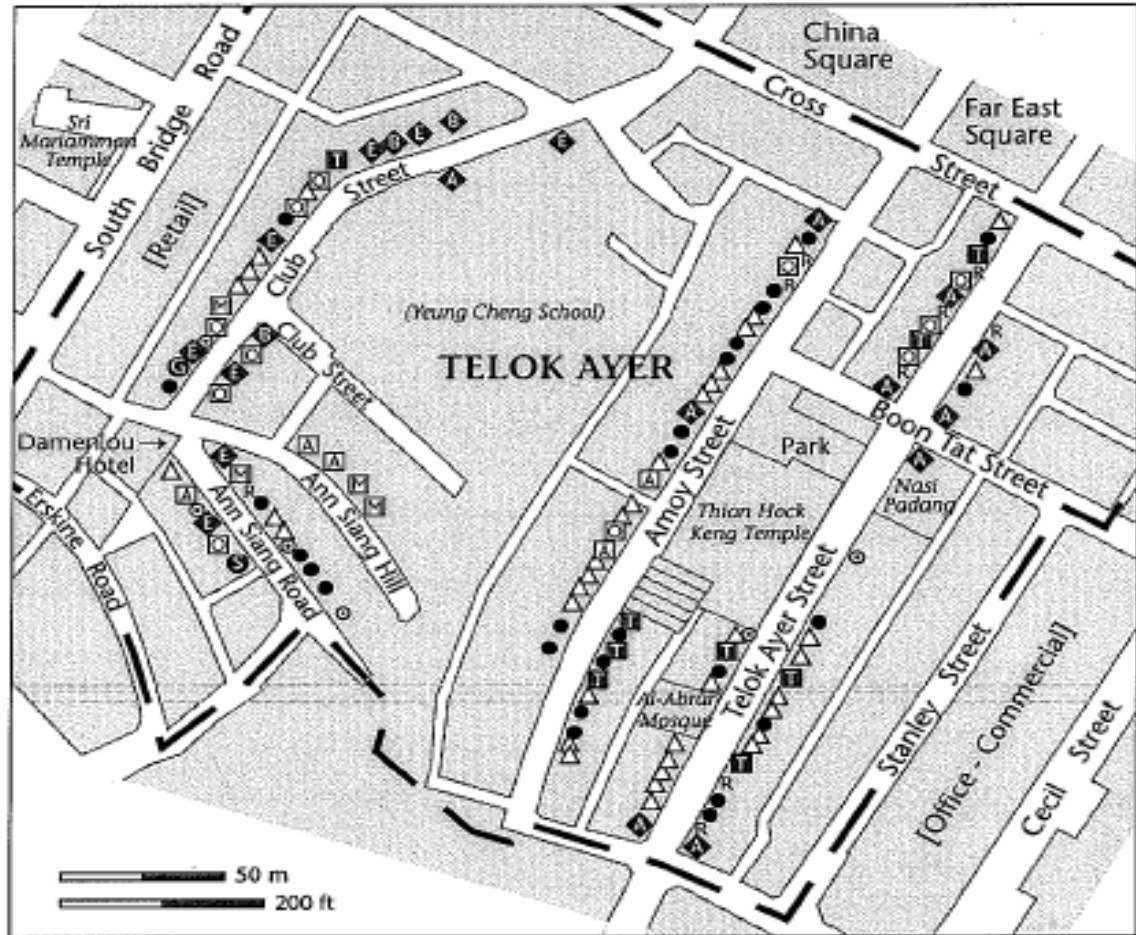 China
Square
Cross
Street
Far East
Square
Sri
Mariamman
Temple
South
Bridge
Road
[Retail]
Club
Street
(Yeung Cheng School)
TELOK AYER
Club Street
Damenlou
Hotel
Erskine
Road
Ann Siang Road
Ann Siang Hill
Amoy Street
Boon Tat Street
Park
Nasi
Padang
Thian Hock
Keng Temple
Telok Ayer Street
Al-Abrar
Mosque
Stanley Street
[Office - Commercial]
Cecil
Street
50 m
200 ft